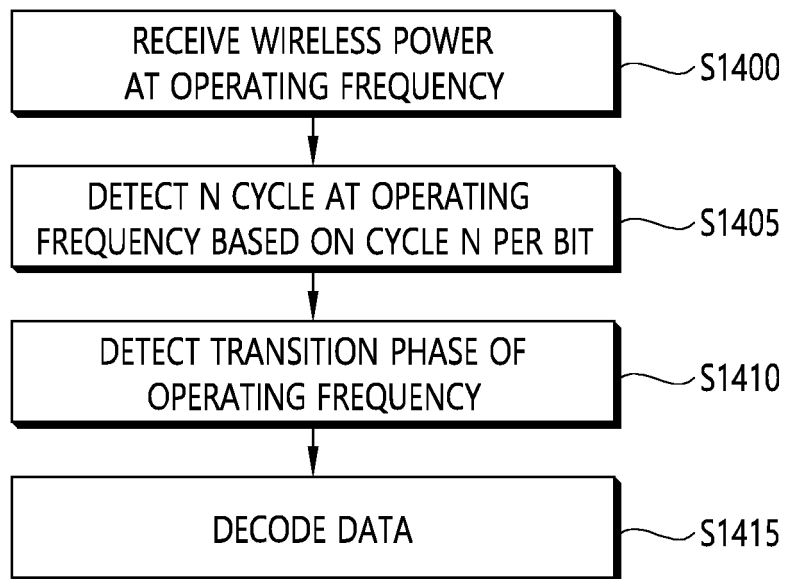 RECEIVE WIRELESS POWER
AT OPERATING FREQUENCY
S1400
DETECT N CYCLE AT OPERATING
FREQUENCY BASED ON CYCLE N PER BIT
S1405
DETECT TRANSITION PHASE OF
OPERATING FREQUENCY
S1410
DECODE DATA
S1415